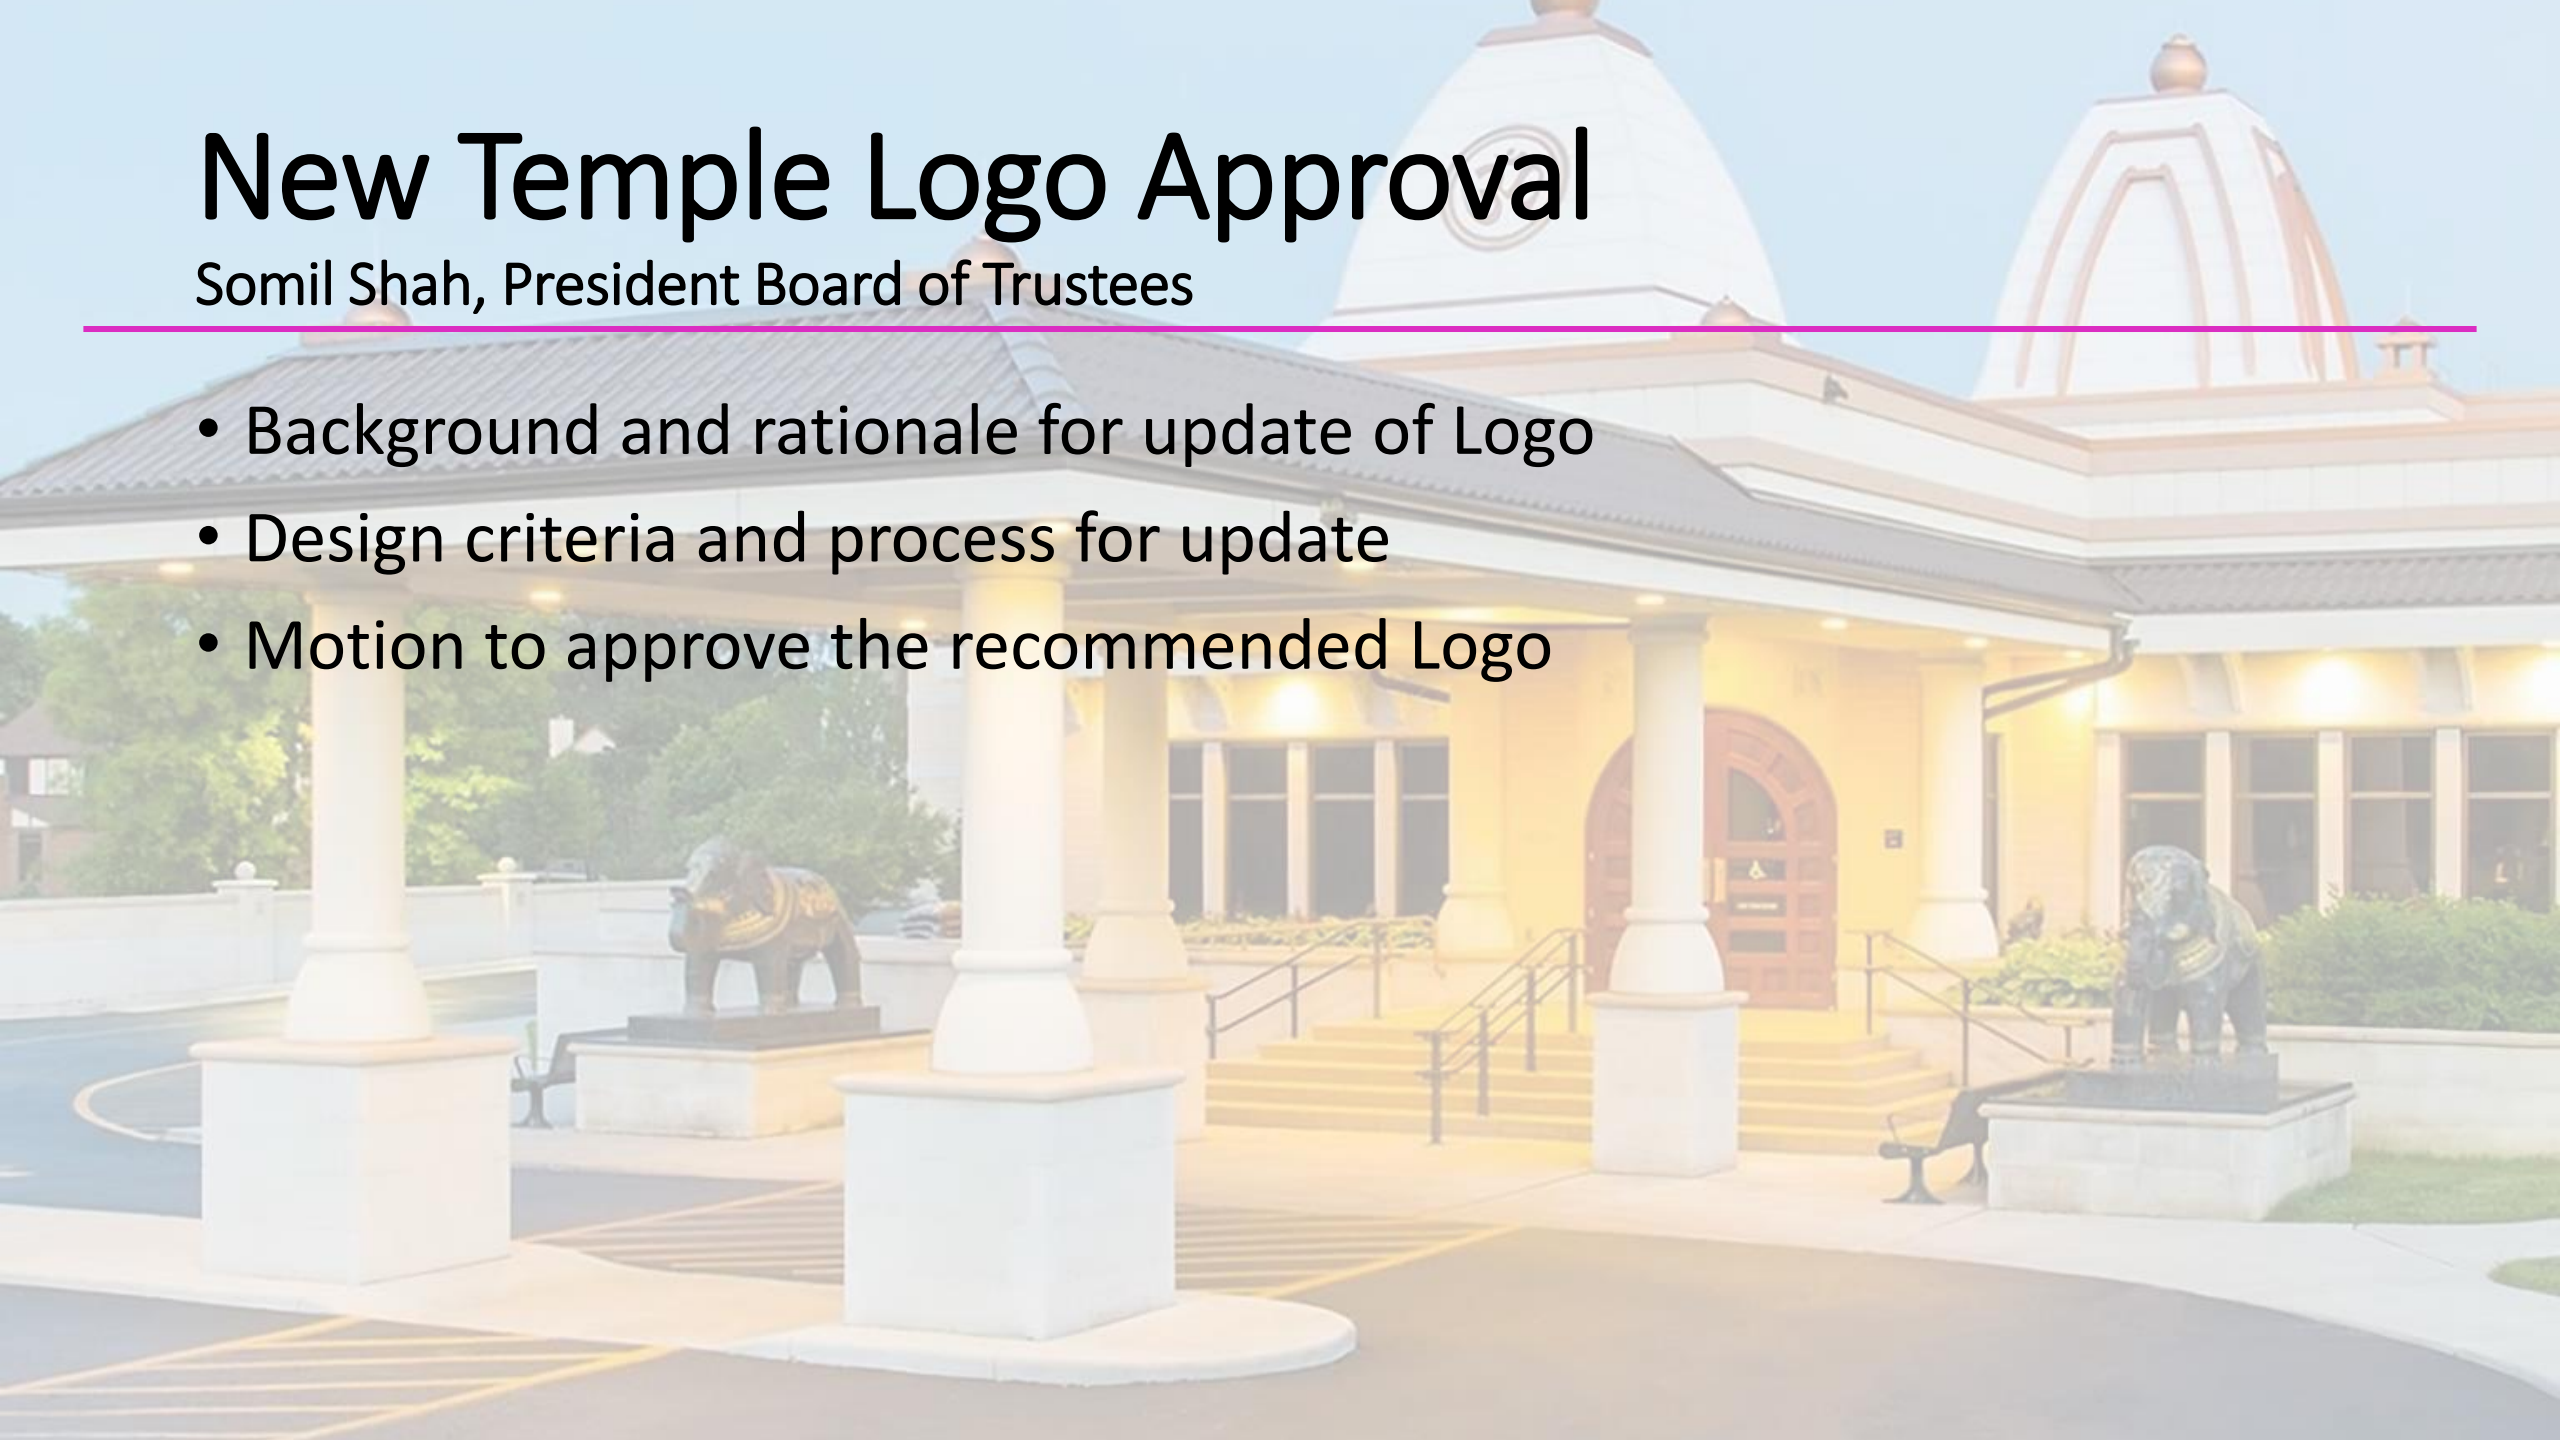 New Temple Logo Approval
Somil Shah, President Board of Trustees
• Background and rationale for update of Logo
• Design criteria and process for update
• Motion to approve the recommended Logo